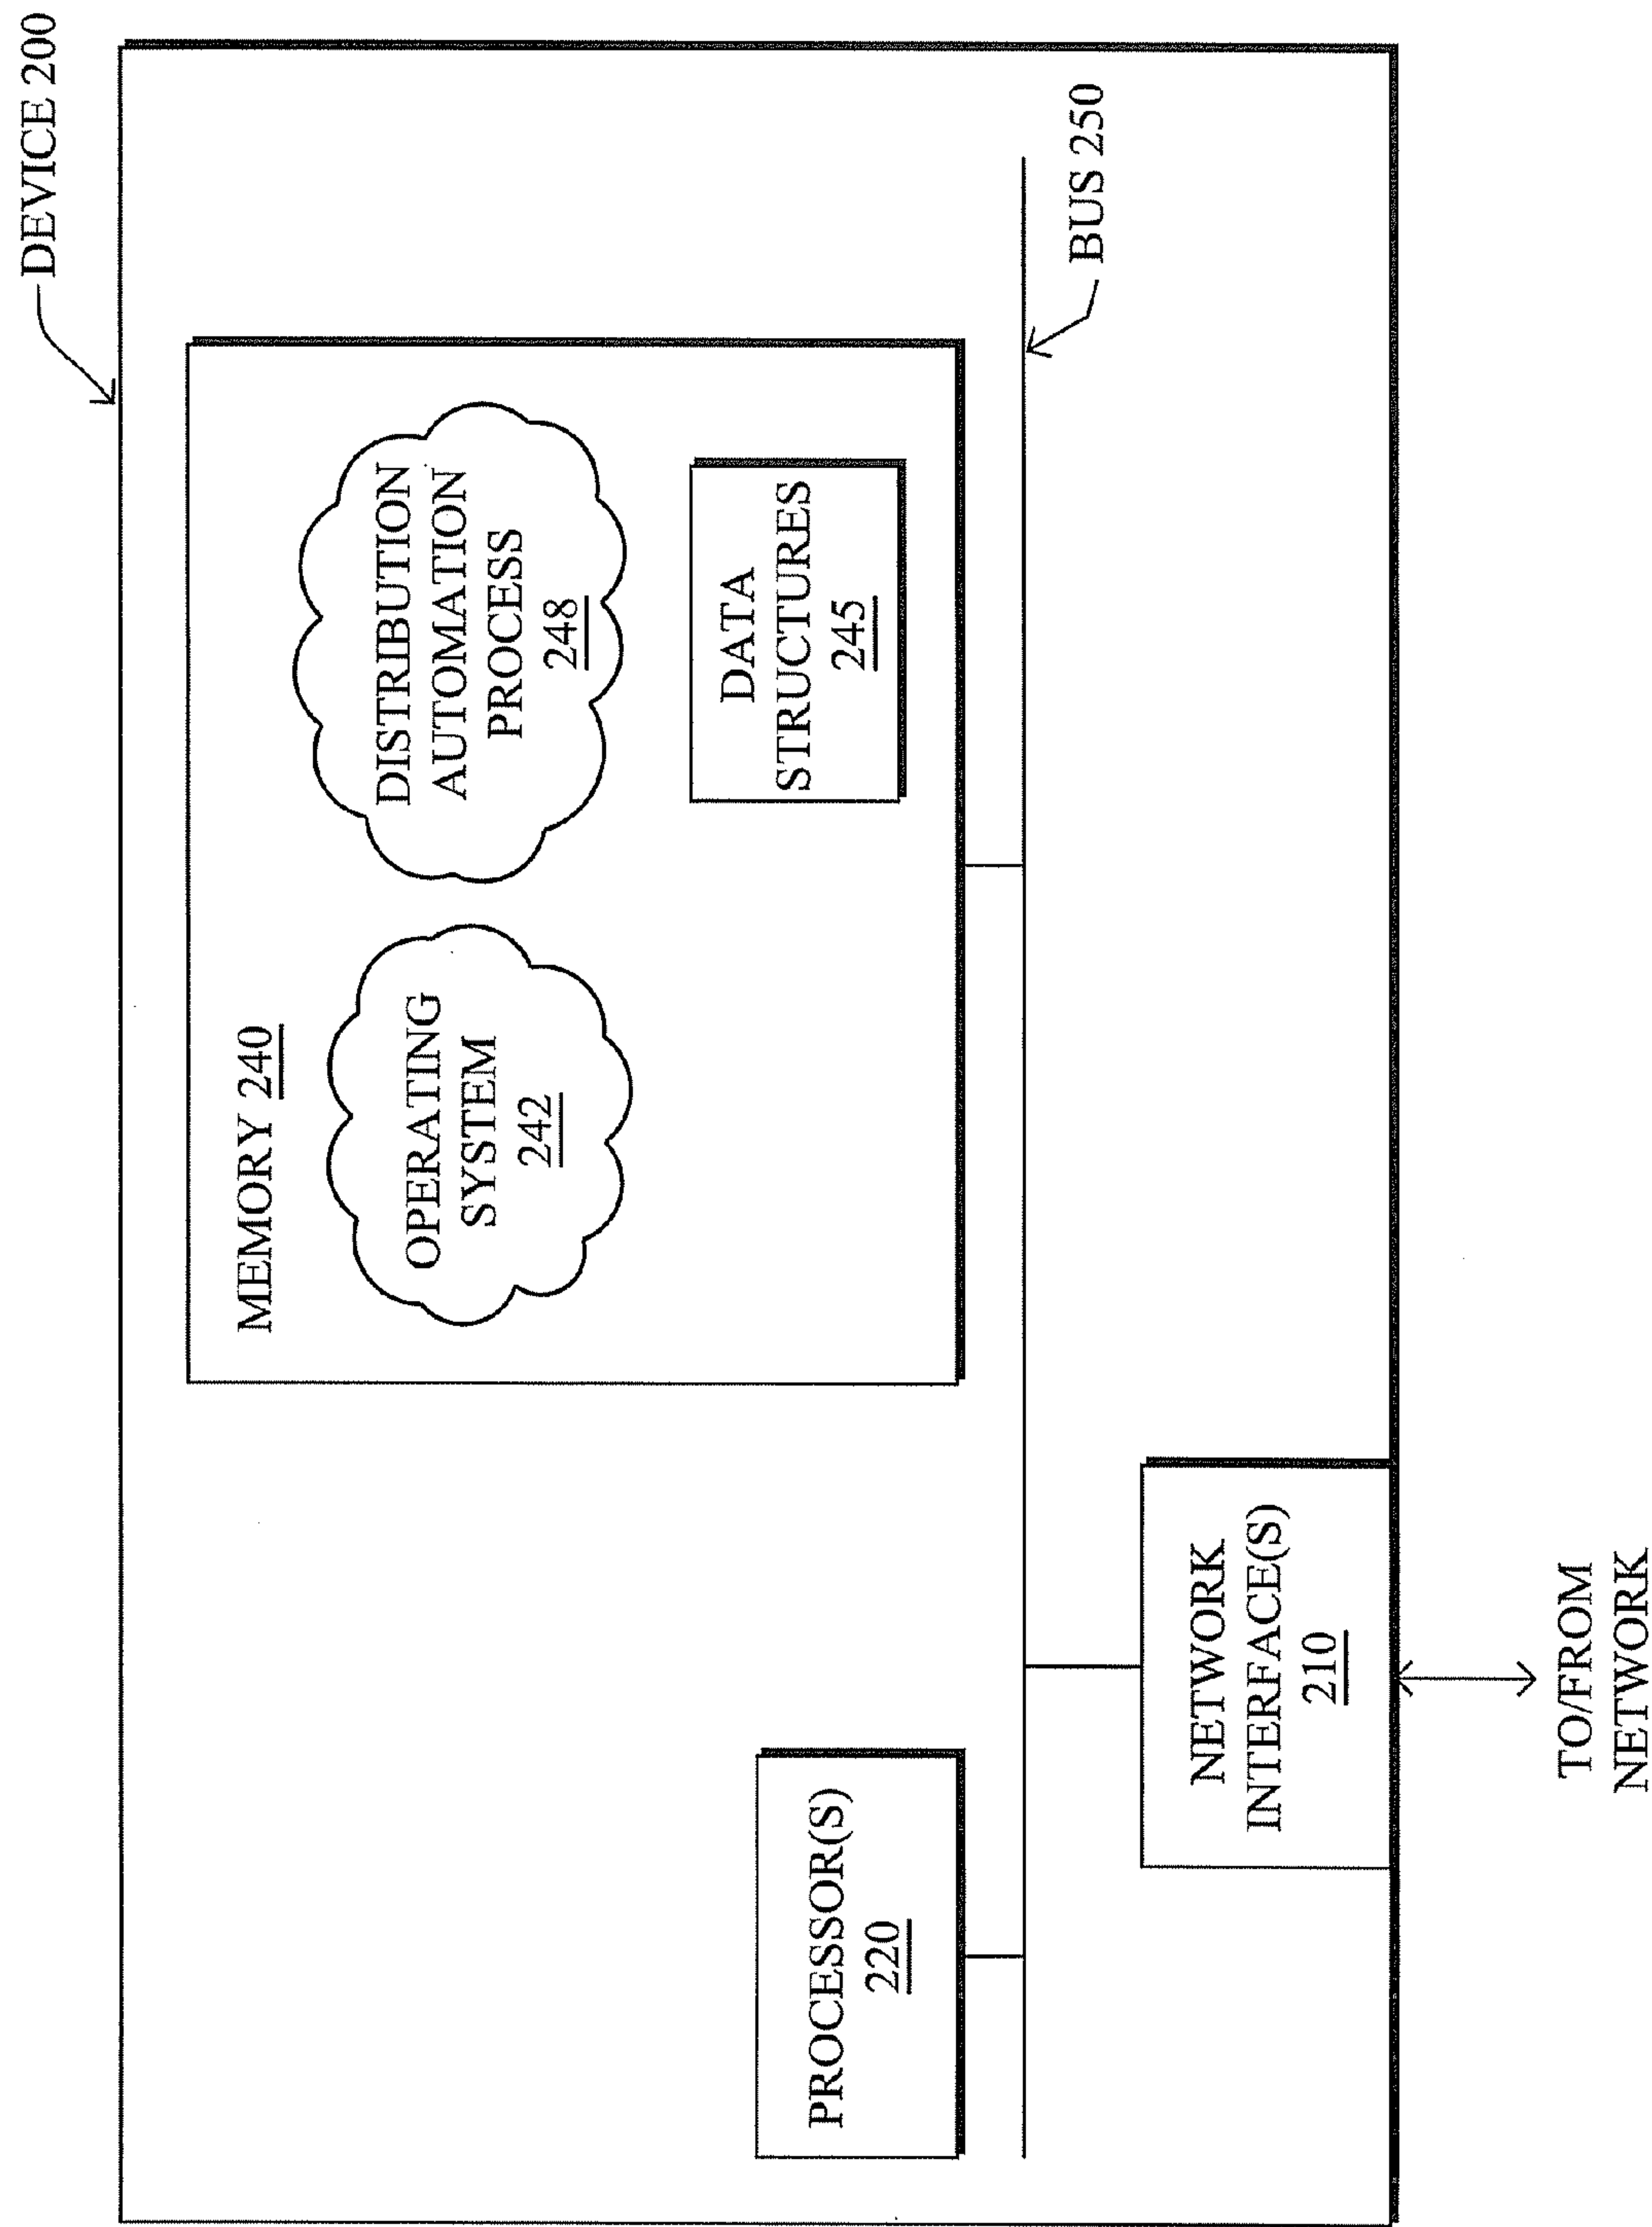 DEVICE 200
MEMORY 240
OPERATING
SYSTEM
242
DISTRIBUTION
AUTOMATION
PROCESS
248
DATA
STRUCTURES
245
PROCESSOR(S)
220
BUS 250
NETWORK
INTERFACE(S)
210
TO/FROM
NETWORK